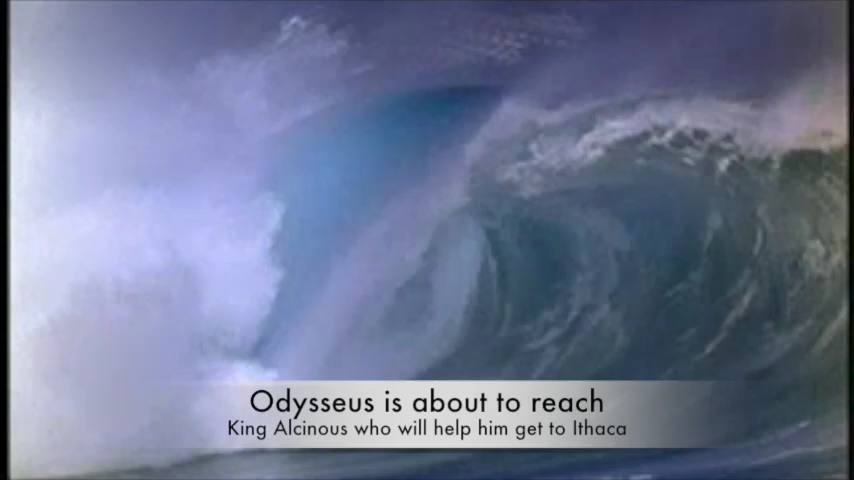 Odysseus is about to reach
King Alcinous who will help him get to Ithaca